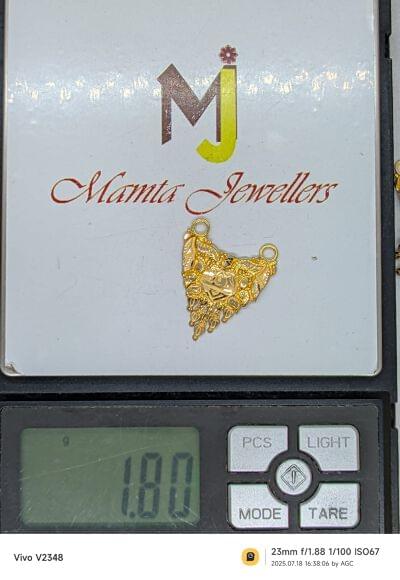 MJ
Mamta Jewellers
g
1.80
PCS
LIGHT
MODE
TARE
Vivo V2348
23mm f/1.88 1/100 ISO67
2025.07.18 16:38:06 by AGC